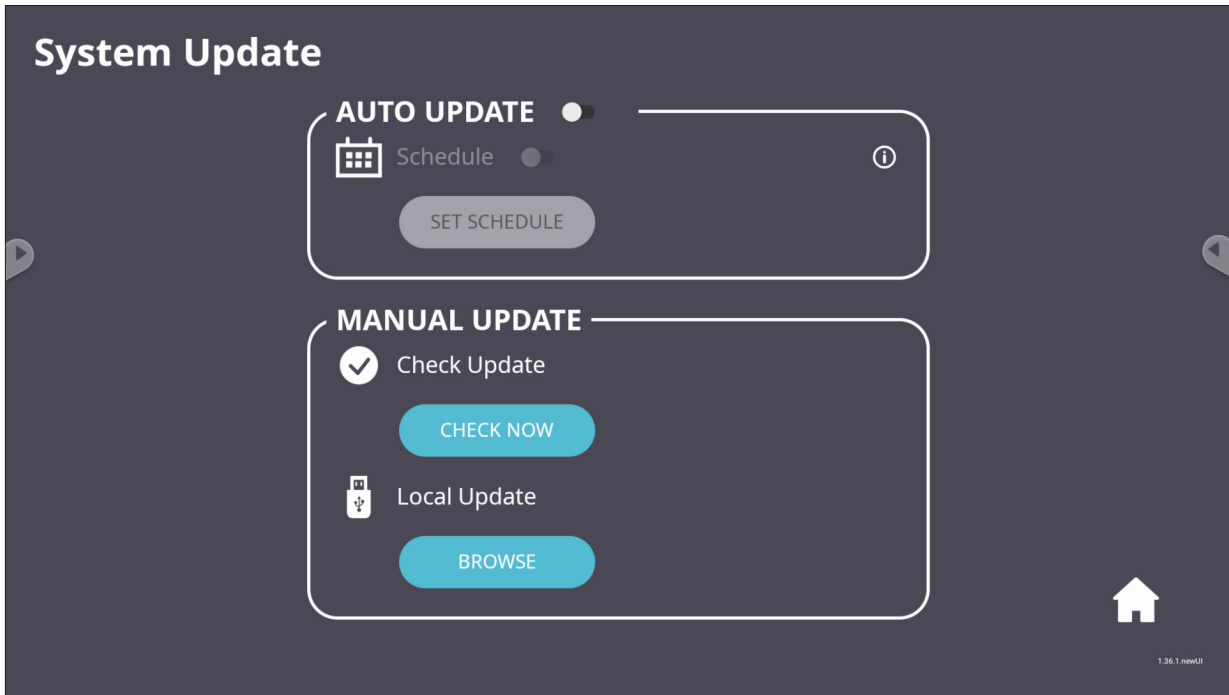 System Update
AUTO UPDATE
Schedule
SET SCHEDULE
MANUAL UPDATE
Check Update
CHECK NOW
Local Update
BROWSE
1.36.1.newUI